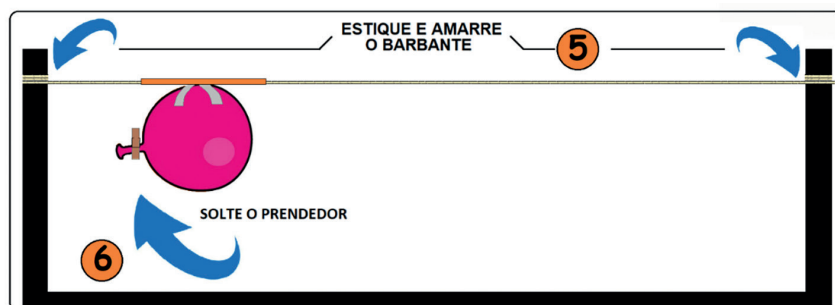 ESTIQUE E AMARRE
O BARBANTE
5
SOLTE O PRENDEDOR
6